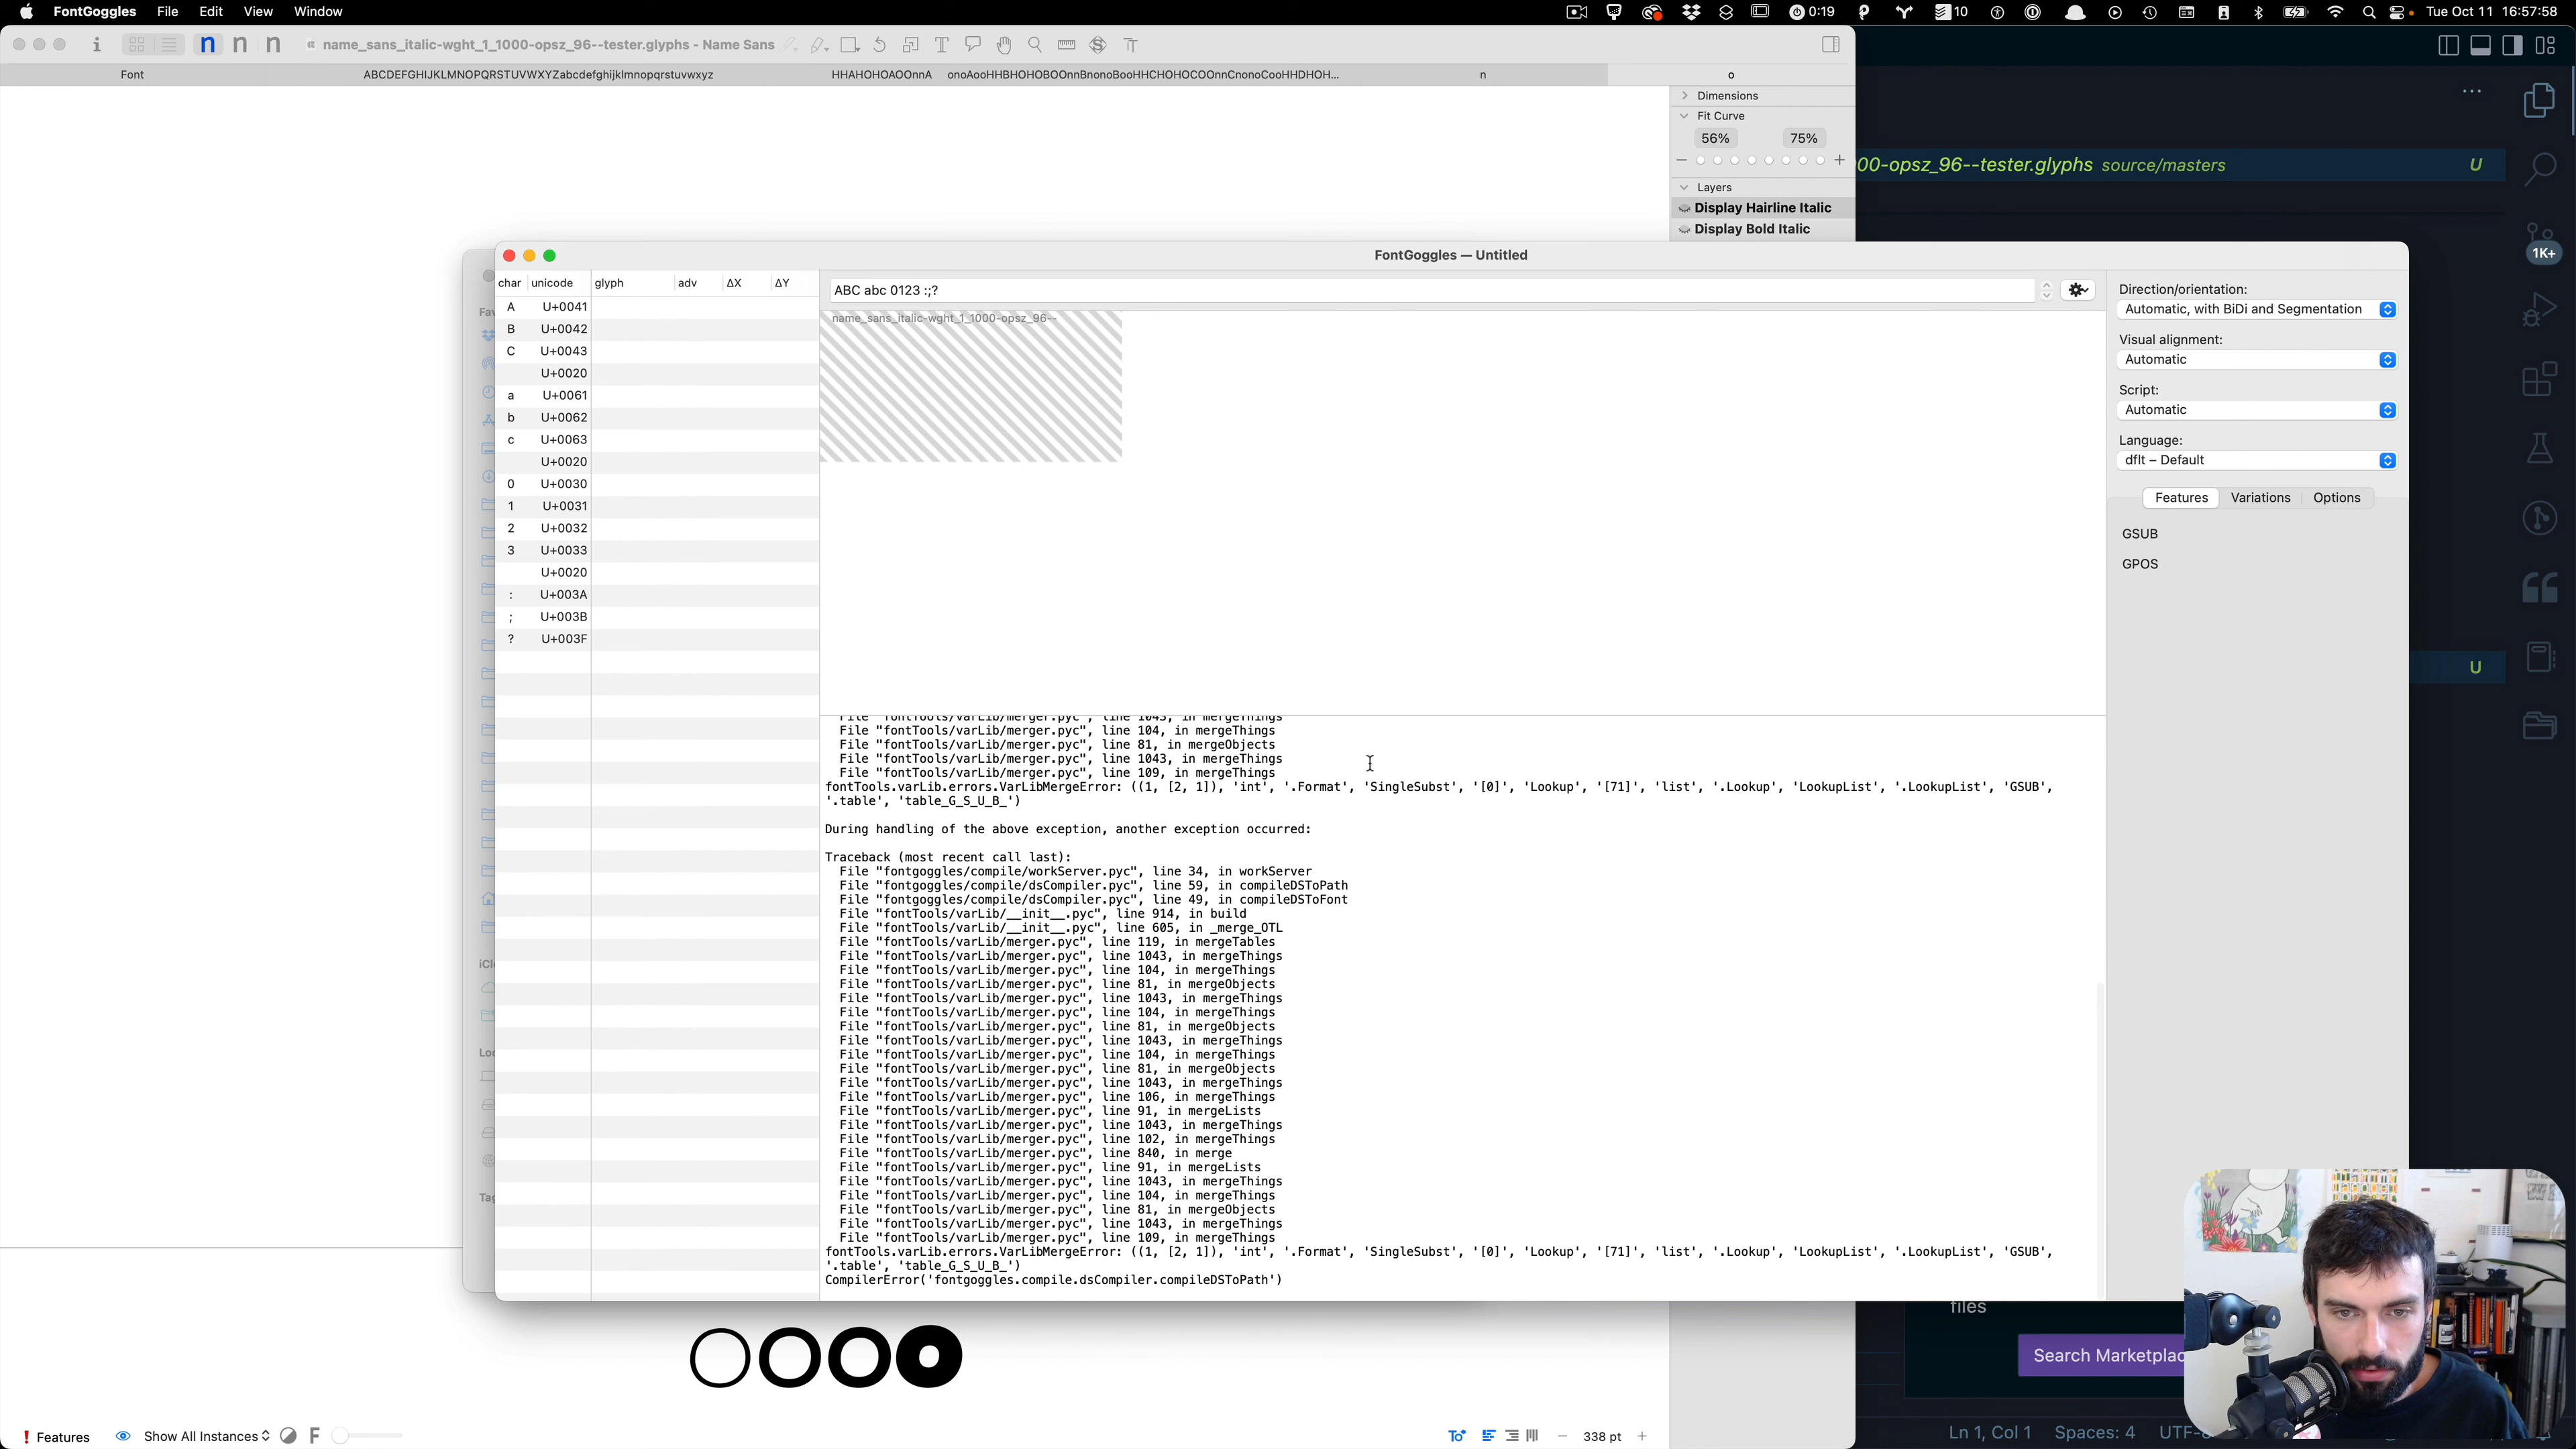 FontGoggles File Edit View Window
0:19
10
Tue Oct 11 16:57:58
name_sans_italic-wght_1_1000-opsz_96--tester.glyphs - Name Sans
Font
ABCDEFGHIJKLMNOPQRSTUVWXYZabcdefghijklmnopqrstuvwxyz
HHAHOHOAOOnnA onoAooHHBHOHOBOOnnBnonoBooHHCHOHOCOOnnCnonoCooHHDHOH...
n
o
Dimensions
Fit Curve
56% 75%
Layers
Display Hairline Italic
Display Bold Italic
00-opsz_96--tester.glyphs source/masters U
1K+
U
FontGoggles — Untitled
char unicode glyph adv ΔX ΔY
A U+0041
B U+0042
C U+0043
U+0020
a U+0061
b U+0062
c U+0063
U+0020
0 U+0030
1 U+0031
2 U+0032
3 U+0033
U+0020
: U+003A
; U+003B
? U+003F
Fav
iClo
Loc
Tag
ABC abc 0123 :;?
name_sans_italic-wght_1_1000-opsz_96--
File "fontTools/varLib/merger.pyc", line 1043, in mergeThings
File "fontTools/varLib/merger.pyc", line 104, in mergeThings
File "fontTools/varLib/merger.pyc", line 81, in mergeObjects
File "fontTools/varLib/merger.pyc", line 1043, in mergeThings
File "fontTools/varLib/merger.pyc", line 109, in mergeThings
fontTools.varLib.errors.VarLibMergeError: ((1, [2, 1]), 'int', '.Format', 'SingleSubst', '[0]', 'Lookup', '[71]', 'list', '.Lookup', 'LookupList', '.LookupList', 'GSUB',
'.table', 'table_G_S_U_B_')
During handling of the above exception, another exception occurred:
Traceback (most recent call last):
File "fontgoggles/compile/workServer.pyc", line 34, in workServer
File "fontgoggles/compile/dsCompiler.pyc", line 59, in compileDSToPath
File "fontgoggles/compile/dsCompiler.pyc", line 49, in compileDSToFont
File "fontTools/varLib/__init__.pyc", line 914, in build
File "fontTools/varLib/__init__.pyc", line 605, in _merge_OTL
File "fontTools/varLib/merger.pyc", line 119, in mergeTables
File "fontTools/varLib/merger.pyc", line 1043, in mergeThings
File "fontTools/varLib/merger.pyc", line 104, in mergeThings
File "fontTools/varLib/merger.pyc", line 81, in mergeObjects
File "fontTools/varLib/merger.pyc", line 1043, in mergeThings
File "fontTools/varLib/merger.pyc", line 104, in mergeThings
File "fontTools/varLib/merger.pyc", line 81, in mergeObjects
File "fontTools/varLib/merger.pyc", line 1043, in mergeThings
File "fontTools/varLib/merger.pyc", line 104, in mergeThings
File "fontTools/varLib/merger.pyc", line 81, in mergeObjects
File "fontTools/varLib/merger.pyc", line 1043, in mergeThings
File "fontTools/varLib/merger.pyc", line 106, in mergeThings
File "fontTools/varLib/merger.pyc", line 91, in mergeLists
File "fontTools/varLib/merger.pyc", line 1043, in mergeThings
File "fontTools/varLib/merger.pyc", line 102, in mergeThings
File "fontTools/varLib/merger.pyc", line 840, in merge
File "fontTools/varLib/merger.pyc", line 91, in mergeLists
File "fontTools/varLib/merger.pyc", line 1043, in mergeThings
File "fontTools/varLib/merger.pyc", line 104, in mergeThings
File "fontTools/varLib/merger.pyc", line 81, in mergeObjects
File "fontTools/varLib/merger.pyc", line 1043, in mergeThings
File "fontTools/varLib/merger.pyc", line 109, in mergeThings
fontTools.varLib.errors.VarLibMergeError: ((1, [2, 1]), 'int', '.Format', 'SingleSubst', '[0]', 'Lookup', '[71]', 'list', '.Lookup', 'LookupList', '.LookupList', 'GSUB',
'.table', 'table_G_S_U_B_')
CompilerError('fontgoggles.compile.dsCompiler.compileDSToPath')
Direction/orientation:
Automatic, with BiDi and Segmentation
Visual alignment:
Automatic
Script:
Automatic
Language:
dflt – Default
Features Variations Options
GSUB
GPOS
files
Search Marketplac
oooo
Features
Show All Instances
338 pt
Ln 1, Col 1 Spaces: 4 UTF-8